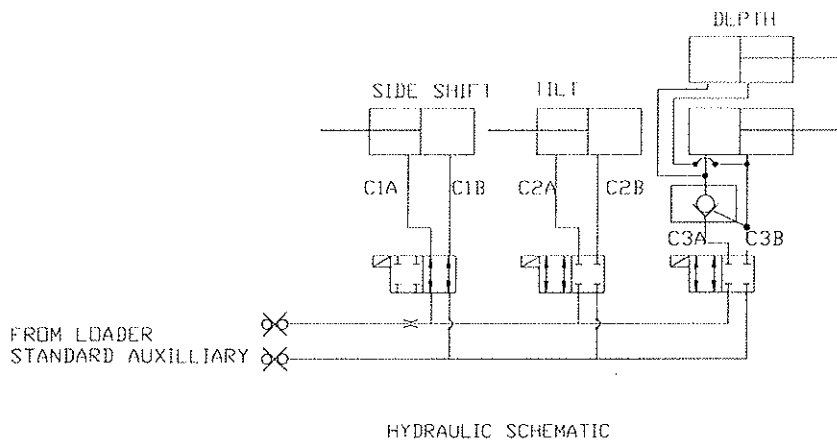 DEPTH
SIDE SHIFT
TILT
C1A
C1B
C2A
C2B
C3A
C3B
FROM LOADER
STANDARD AUXILLIARY
HYDRAULIC SCHEMATIC